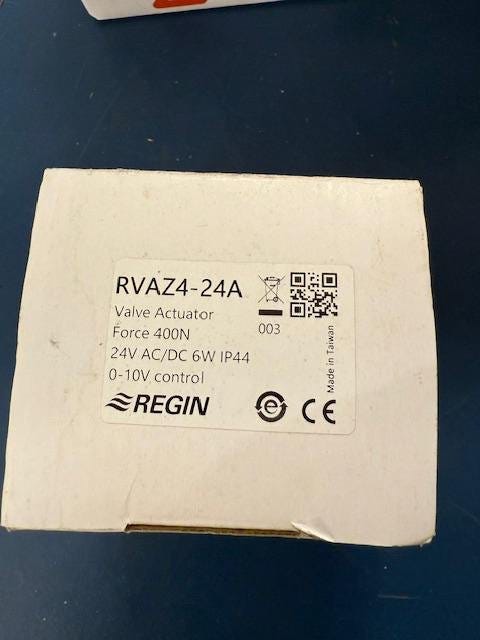 RVAZ4-24A
Valve Actuator
Force 400N
24V AC/DC 6W IP44
0-10V control
REGIN
003
Made in Taiwan
e
CE